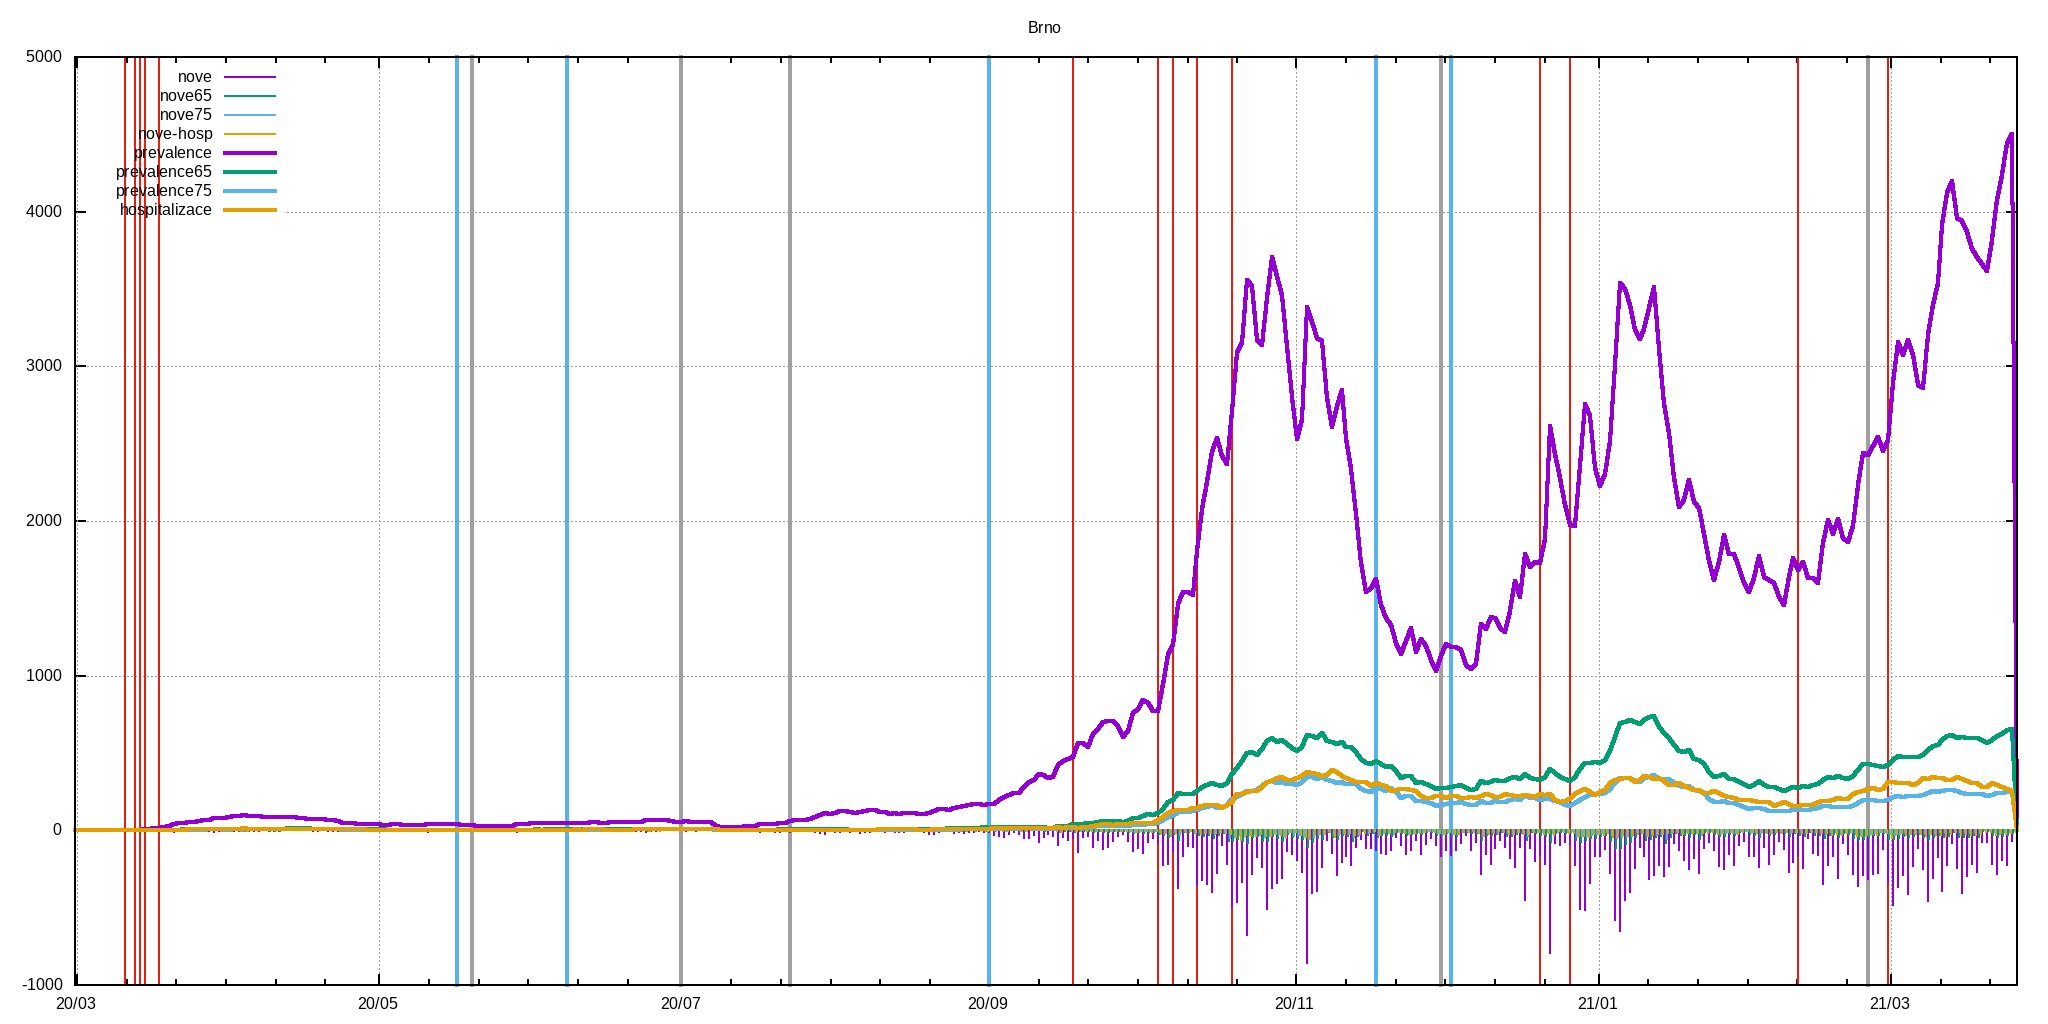 Brno
5000
4000
3000
2000
1000
0
-1000
nove
nove65
nove75
nove-hosp
prevalence
prevalence65
prevalence75
hospitalizace
20/03
20/05
20/07
20/09
20/11
21/01
21/03